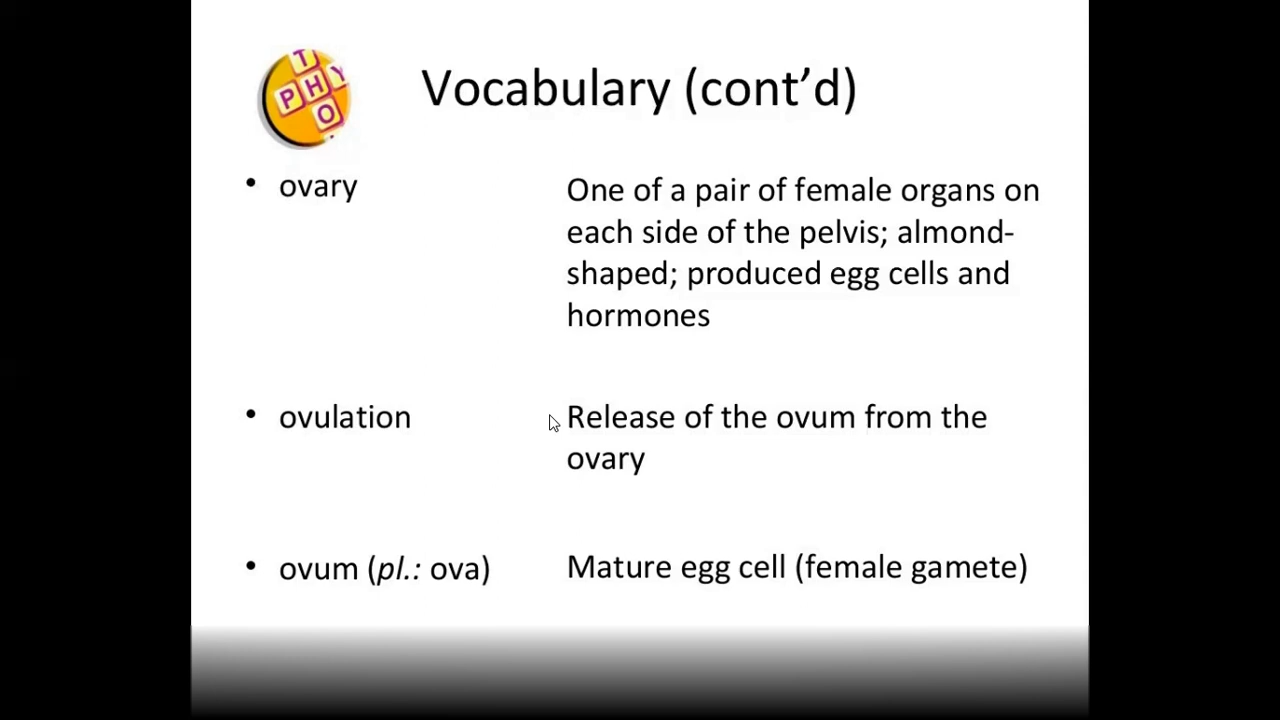 T
PHY
O
Vocabulary (cont’d)
• ovary
One of a pair of female organs on
each side of the pelvis; almond-
shaped; produced egg cells and
hormones
• ovulation
Release of the ovum from the
ovary
• ovum (pl.: ova)
Mature egg cell (female gamete)